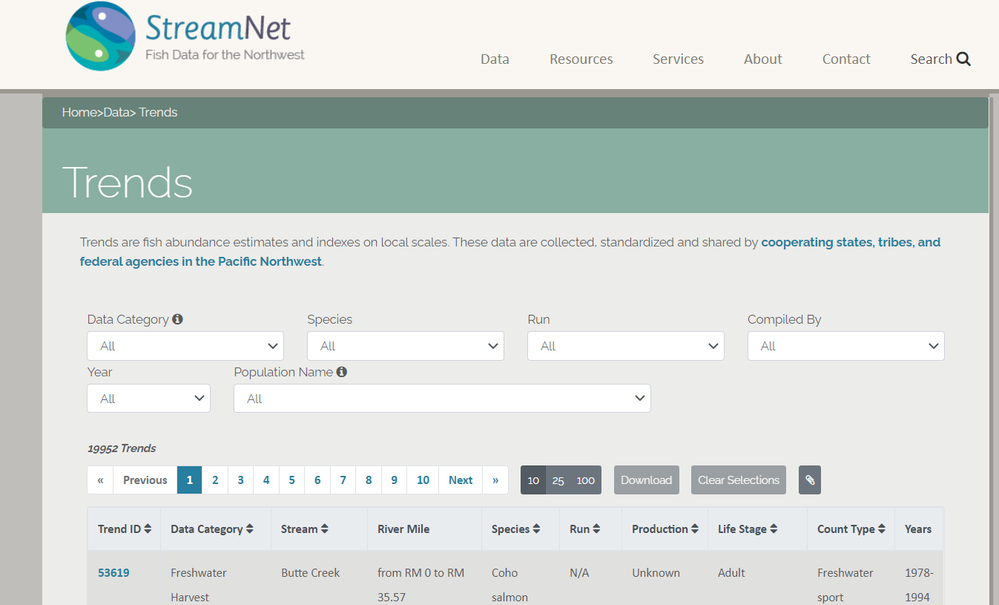 StreamNet
Fish Data for the Northwest
Data Resources Services About Contact Search
Home>Data> Trends
Trends
Trends are fish abundance estimates and indexes on local scales. These data are collected, standardized and shared by cooperating states, tribes, and
federal agencies in the Pacific Northwest.
Data Category Species Run Compiled By
All All All All
Year Population Name
All All
19952 Trends
« Previous 1 2 3 4 5 6 7 8 9 10 Next » 10 25 100 Download Clear Selections
Trend ID Data Category Stream River Mile Species Run Production Life Stage Count Type Years
53619 Freshwater Butte Creek from RM 0 to RM Coho N/A Unknown Adult Freshwater 1978-
Harvest 35.57 salmon sport 1994